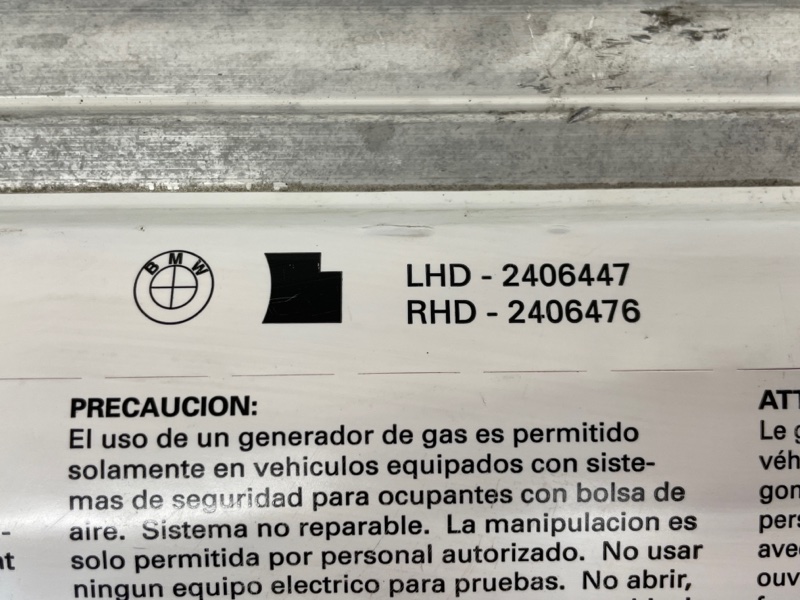 BMW
LHD - 2406447
RHD - 2406476
PRECAUCION:
El uso de un generador de gas es permitido
solamente en vehiculos equipados con siste-
mas de seguridad para ocupantes con bolsa de
aire. Sistema no reparable. La manipulacion es
solo permitida por personal autorizado. No usar
ningun equipo electrico para pruebas. No abrir,
ATT
Le g
véh
gon
pers
avec
ouv